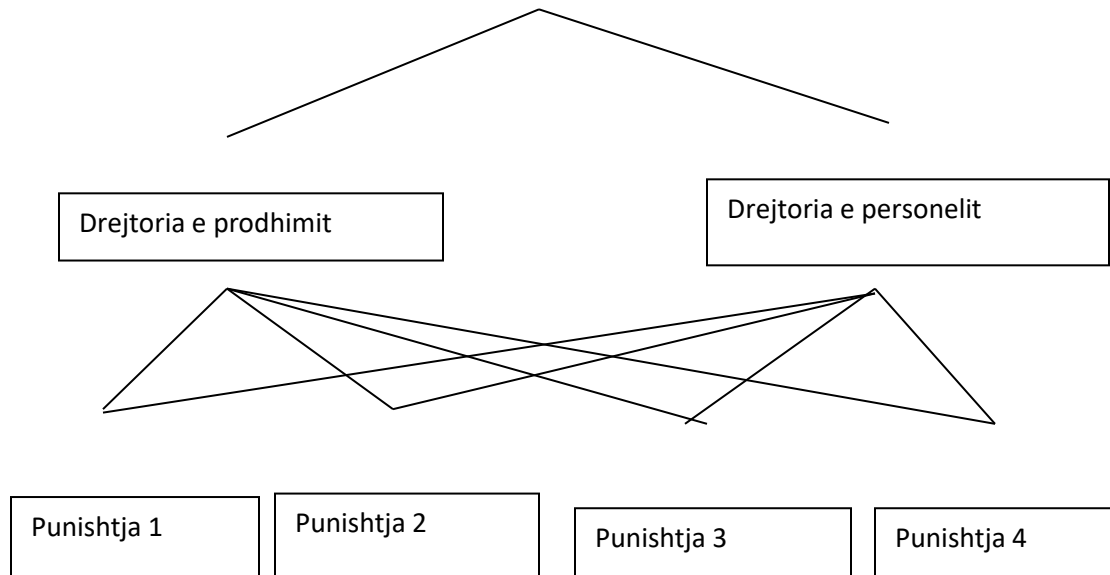 Drejtoria e prodhimit
Drejtoria e personelit
Punishtja 1
Punishtja 2
Punishtja 3
Punishtja 4